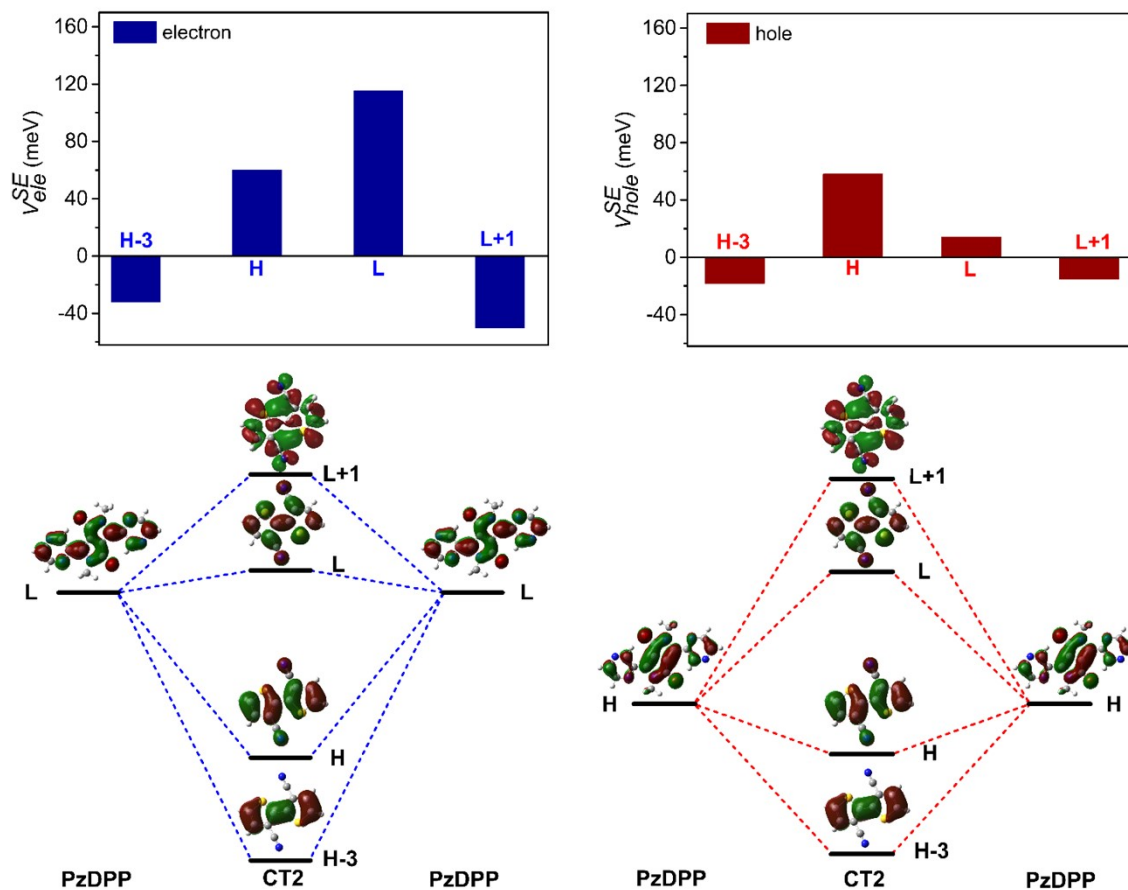 160
120
80
40
0
-40
V^SE_ele (meV)
electron
H-3
H
L
L+1
160
120
80
40
0
-40
V^SE_hole (meV)
hole
H-3
H
L
L+1
L+1
L
L
L
H
H-3
PzDPP
CT2
PzDPP
L+1
L
H
H
H
H-3
PzDPP
CT2
PzDPP